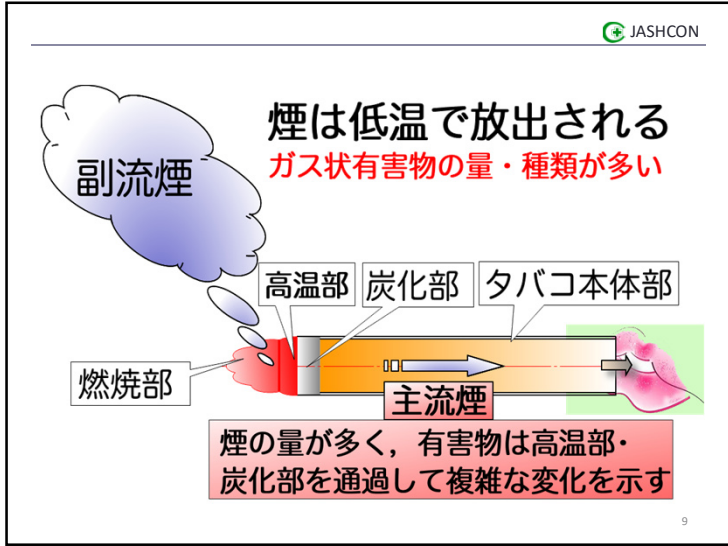 JASHCON
煙は低温で放出される
ガス状有害物の量・種類が多い
副流煙
高温部
炭化部
タバコ本体部
燃焼部
主流煙
煙の量が多く，有害物は高温部・
炭化部を通過して複雑な変化を示す
9